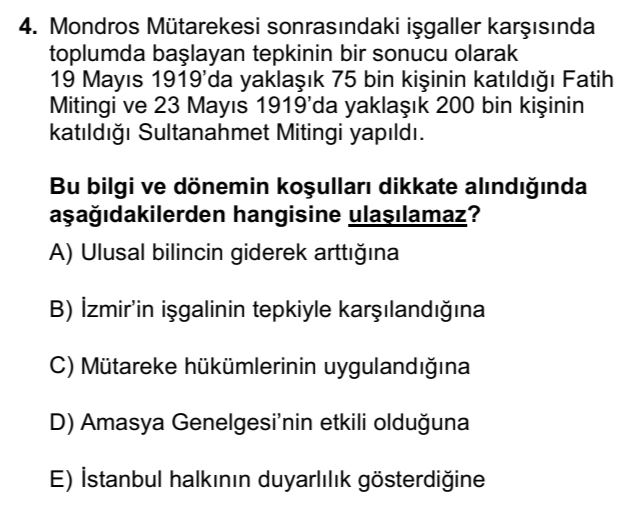 4. Mondros Mütarekesi sonrasındaki işgaller karşısında
toplumda başlayan tepkinin bir sonucu olarak
19 Mayıs 1919’da yaklaşık 75 bin kişinin katıldığı Fatih
Mitingi ve 23 Mayıs 1919’da yaklaşık 200 bin kişinin
katıldığı Sultanahmet Mitingi yapıldı.
Bu bilgi ve dönemin koşulları dikkate alındığında
aşağıdakilerden hangisine ulaşılamaz?
A) Ulusal bilincin giderek arttığına
B) İzmir’in işgalinin tepkiyle karşılandığına
C) Mütareke hükümlerinin uygulandığına
D) Amasya Genelgesi’nin etkili olduğuna
E) İstanbul halkının duyarlılık gösterdiğine